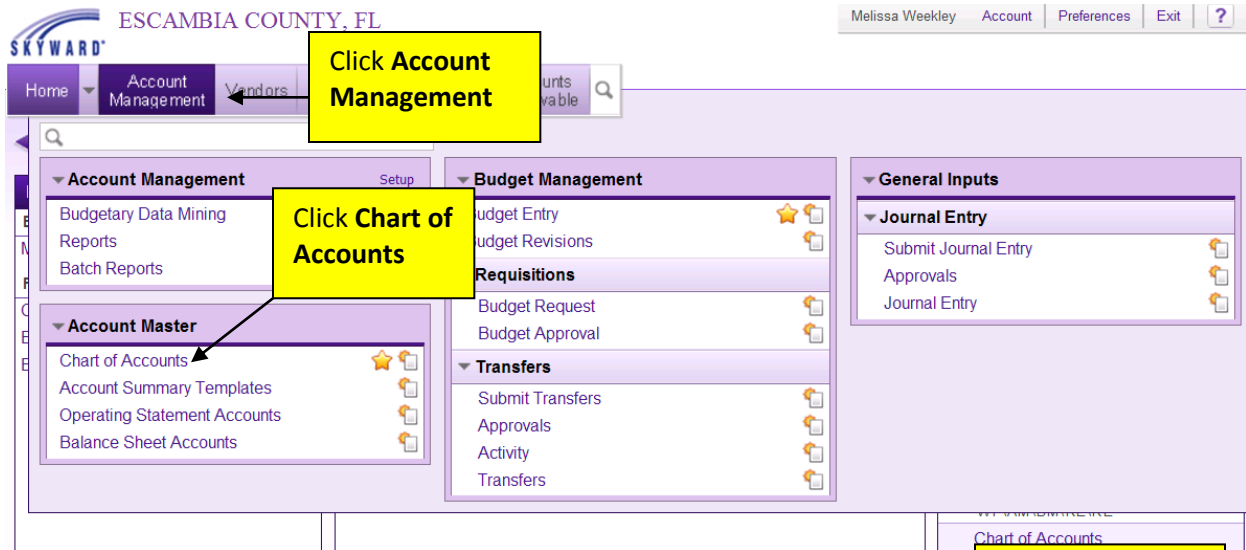 ESCAMBIA COUNTY, FL
SKYWARD
Melissa Weekley Account Preferences Exit ?
Home Account Management Vendors
unts
vable
Click Account
Management
Account Management Setup
Budgetary Data Mining
Reports
Batch Reports
Click Chart of
Accounts
Account Master
Chart of Accounts
Account Summary Templates
Operating Statement Accounts
Balance Sheet Accounts
Budget Management
udget Entry
udget Revisions
Requisitions
Budget Request
Budget Approval
Transfers
Submit Transfers
Approvals
Activity
Transfers
General Inputs
Journal Entry
Submit Journal Entry
Approvals
Journal Entry
Chart of Accounts